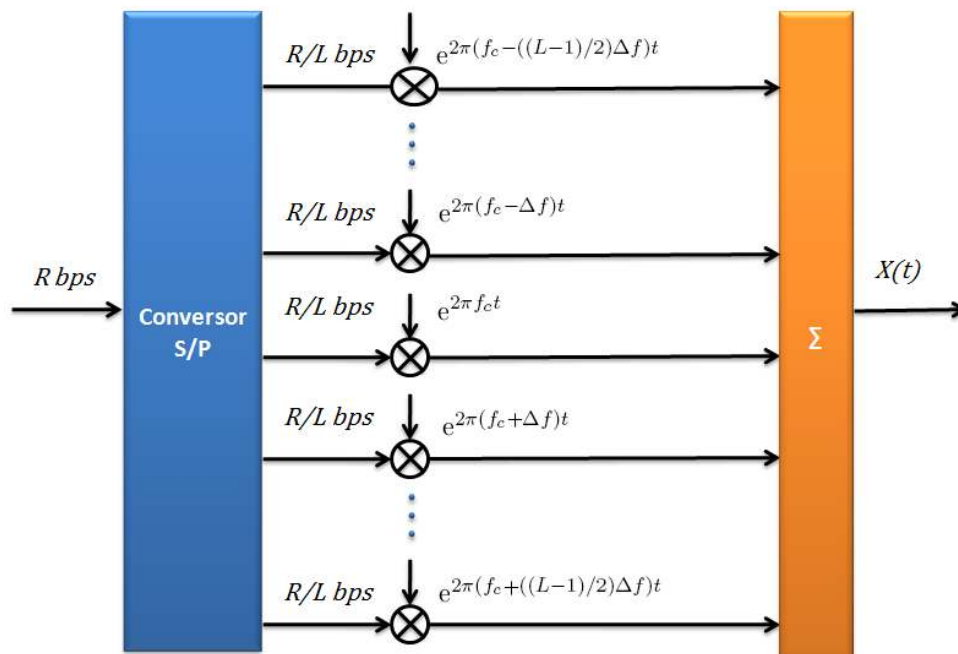 R/L bps
e^{2π(f_c−((L−1)/2)Δf)t}
R/L bps
e^{2π(f_c−Δf)t}
R bps
Conversor
S/P
R/L bps
e^{2πf_ct}
Σ
X(t)
R/L bps
e^{2π(f_c+Δf)t}
R/L bps
e^{2π(f_c+((L−1)/2)Δf)t}